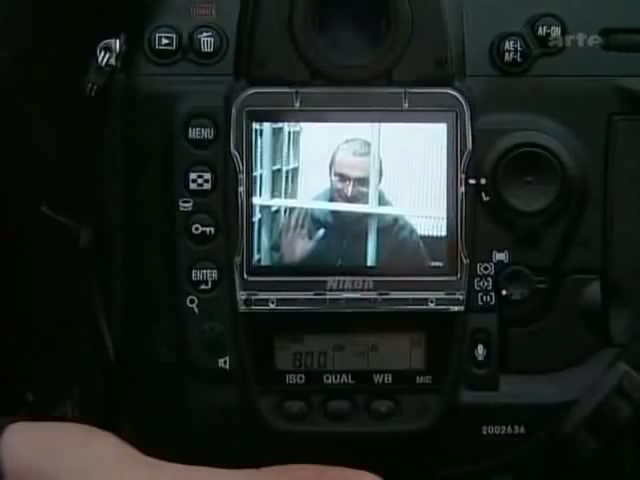 AF-ON
arte
AE-L
AF-L
MENU
ENTER
Nikon
800
ISO QUAL WB MIC
2002636